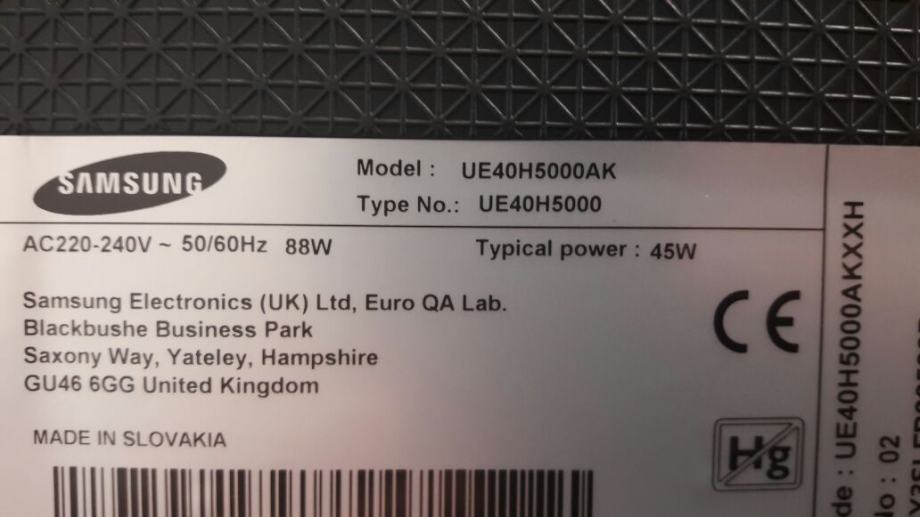 SAMSUNG
Model : UE40H5000AK
Type No.: UE40H5000
AC220-240V ~ 50/60Hz 88W
Typical power : 45W
Samsung Electronics (UK) Ltd, Euro QA Lab.
Blackbushe Business Park
Saxony Way, Yateley, Hampshire
GU46 6GG United Kingdom
CE
MADE IN SLOVAKIA
Hg
de : UE40H5000AKXXH
No : 02